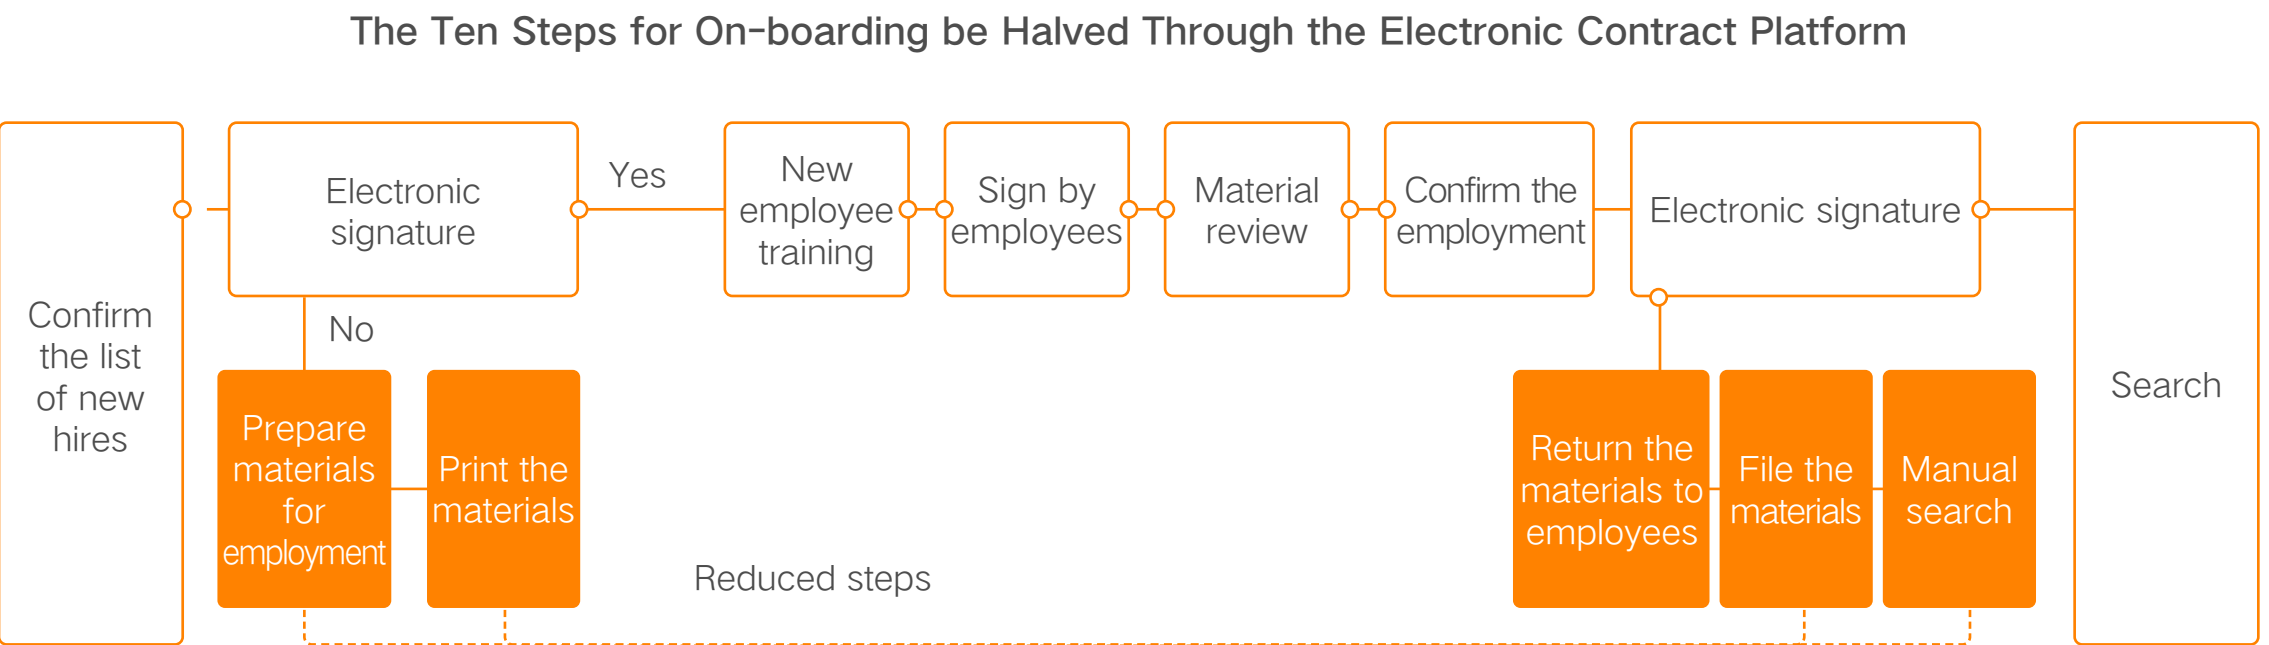 The Ten Steps for On-boarding be Halved Through the Electronic Contract Platform
Confirm
the list
of new
hires
Electronic
signature
Yes
No
Prepare
materials
for
employment
Print the
materials
New
employee
training
Sign by
employees
Material
review
Confirm the
employment
Electronic signature
Return the
materials to
employees
File the
materials
Manual
search
Search
Reduced steps